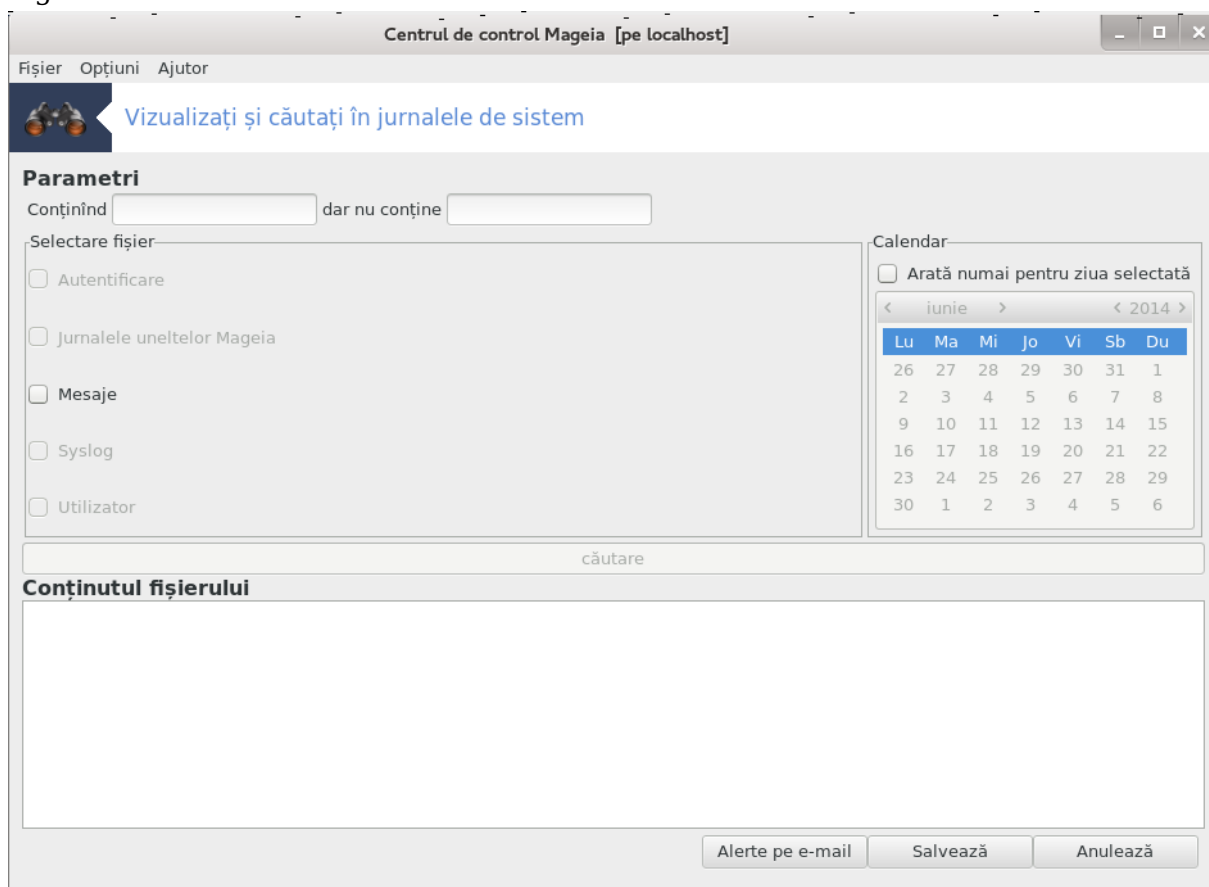 Centrul de control Mageia [pe localhost]
Fișier Opțiuni Ajutor
Vizualizați și căutați în jurnalele de sistem
Parametri
Conținînd dar nu conține
Selectare fișier
Autentificare
Jurnalele uneltelor Mageia
Mesaje
Syslog
Utilizator
Calendar
Arată numai pentru ziua selectată
< iunie > < 2014 >
Lu Ma Mi Jo Vi Sb Du
26 27 28 29 30 31 1
2 3 4 5 6 7 8
9 10 11 12 13 14 15
16 17 18 19 20 21 22
23 24 25 26 27 28 29
30 1 2 3 4 5 6
căutare
Conținutul fișierului
Alerte pe e-mail Salvează Anulează